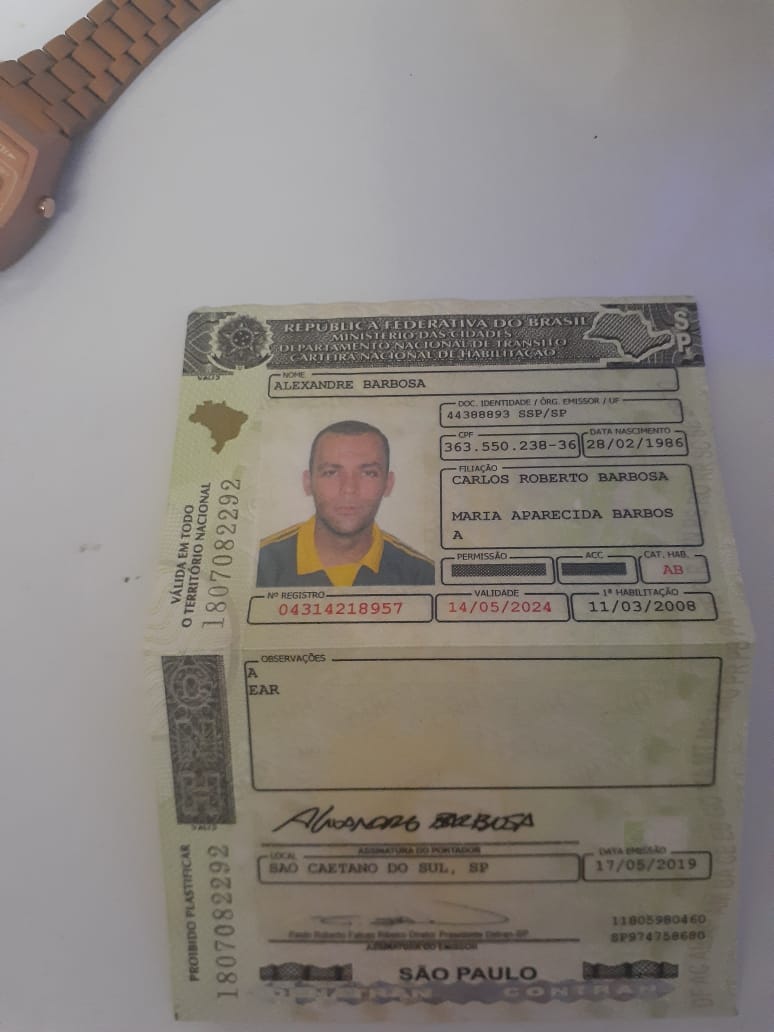 REPÚBLICA FEDERATIVA DO BRASIL
MINISTÉRIO DAS CIDADES
DEPARTAMENTO NACIONAL DE TRÂNSITO
CARTEIRA NACIONAL DE HABILITAÇÃO
SP
NOME
ALEXANDRE BARBOSA
DOC. IDENTIDADE / ÓRG. EMISSOR / UF
44388893 SSP/SP
CPF
363.550.238-36
DATA NASCIMENTO
28/02/1986
FILIAÇÃO
CARLOS ROBERTO BARBOSA
MARIA APARECIDA BARBOS
A
PERMISSÃO
ACC
CAT. HAB.
AB
Nº REGISTRO
04314218957
VALIDADE
14/05/2024
1ª HABILITAÇÃO
11/03/2008
VÁLIDA EM TODO
O TERRITÓRIO NACIONAL
1807082292
OBSERVAÇÕES
A
EAR
ALEXANDRE BARBOSA
ASSINATURA DO PORTADOR
LOCAL
SAO CAETANO DO SUL, SP
DATA EMISSÃO
17/05/2019
11805980460
SP974758680
ASSINATURA DO EMISSOR
PROIBIDO PLASTIFICAR
1807082292
SÃO PAULO
DENATRAN CONTRAN